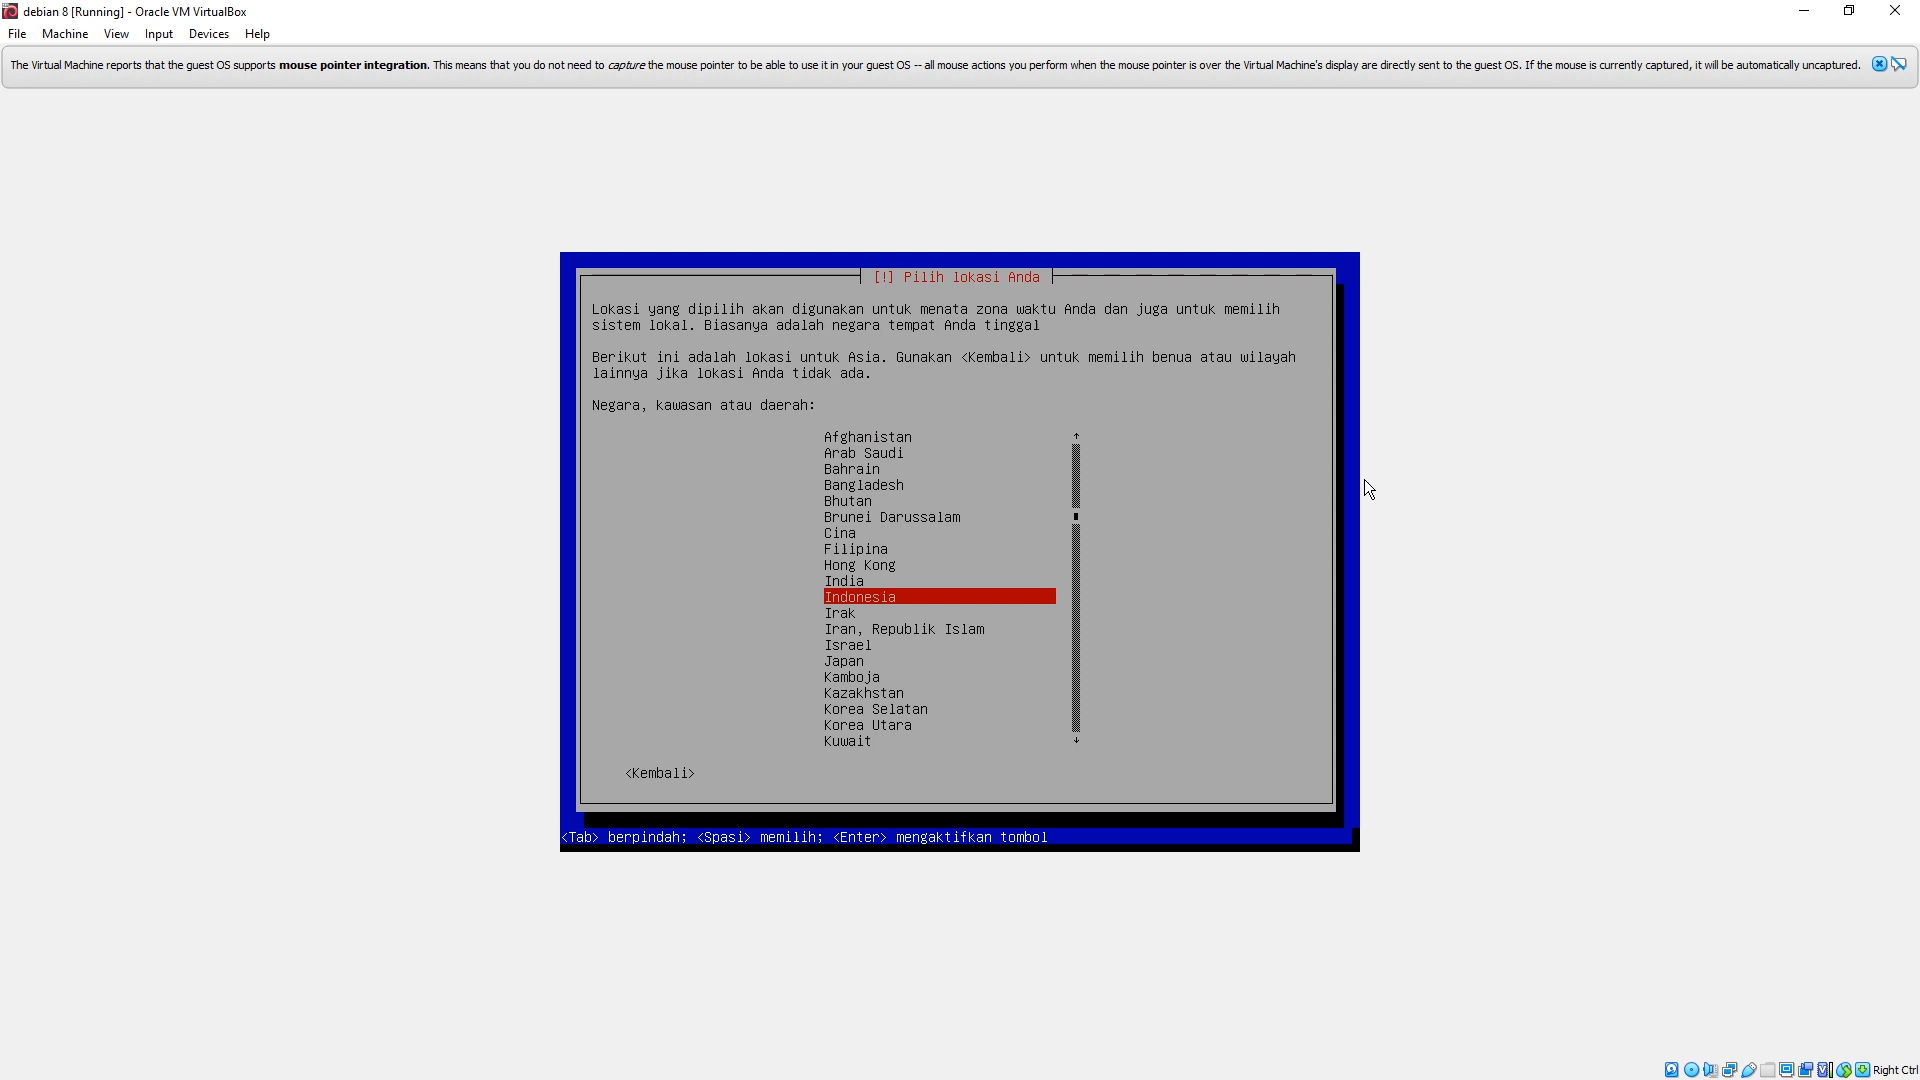 debian 8 [Running] - Oracle VM VirtualBox
File Machine View Input Devices Help
The Virtual Machine reports that the guest OS supports mouse pointer integration. This means that you do not need to capture the mouse pointer to be able to use it in your guest OS -- all mouse actions you perform when the mouse pointer is over the Virtual Machine's display are directly sent to the guest OS. If the mouse is currently captured, it will be automatically uncaptured.
[!] Pilih lokasi Anda
Lokasi yang dipilih akan digunakan untuk menata zona waktu Anda dan juga untuk memilih
sistem lokal. Biasanya adalah negara tempat Anda tinggal
Berikut ini adalah lokasi untuk Asia. Gunakan <Kembali> untuk memilih benua atau wilayah
lainnya jika lokasi Anda tidak ada.
Negara, kawasan atau daerah:
Afghanistan
Arab Saudi
Bahrain
Bangladesh
Bhutan
Brunei Darussalam
Cina
Filipina
Hong Kong
India
Indonesia
Irak
Iran, Republik Islam
Israel
Japan
Kamboja
Kazakhstan
Korea Selatan
Korea Utara
Kuwait
<Kembali>
<Tab> berpindah; <Spasi> memilih; <Enter> mengaktifkan tombol
Right Ctrl